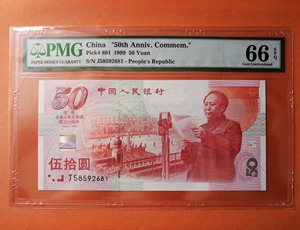 PMG
PAPER MONEY GUARANTY
China "50th Anniv. Commem."
Pick# 891 1999 50 Yuan
S/N J58592681 - People's Republic
66 EPQ
Gem Uncirculated
50
中国人民银行
伍拾圆
J58592681
50